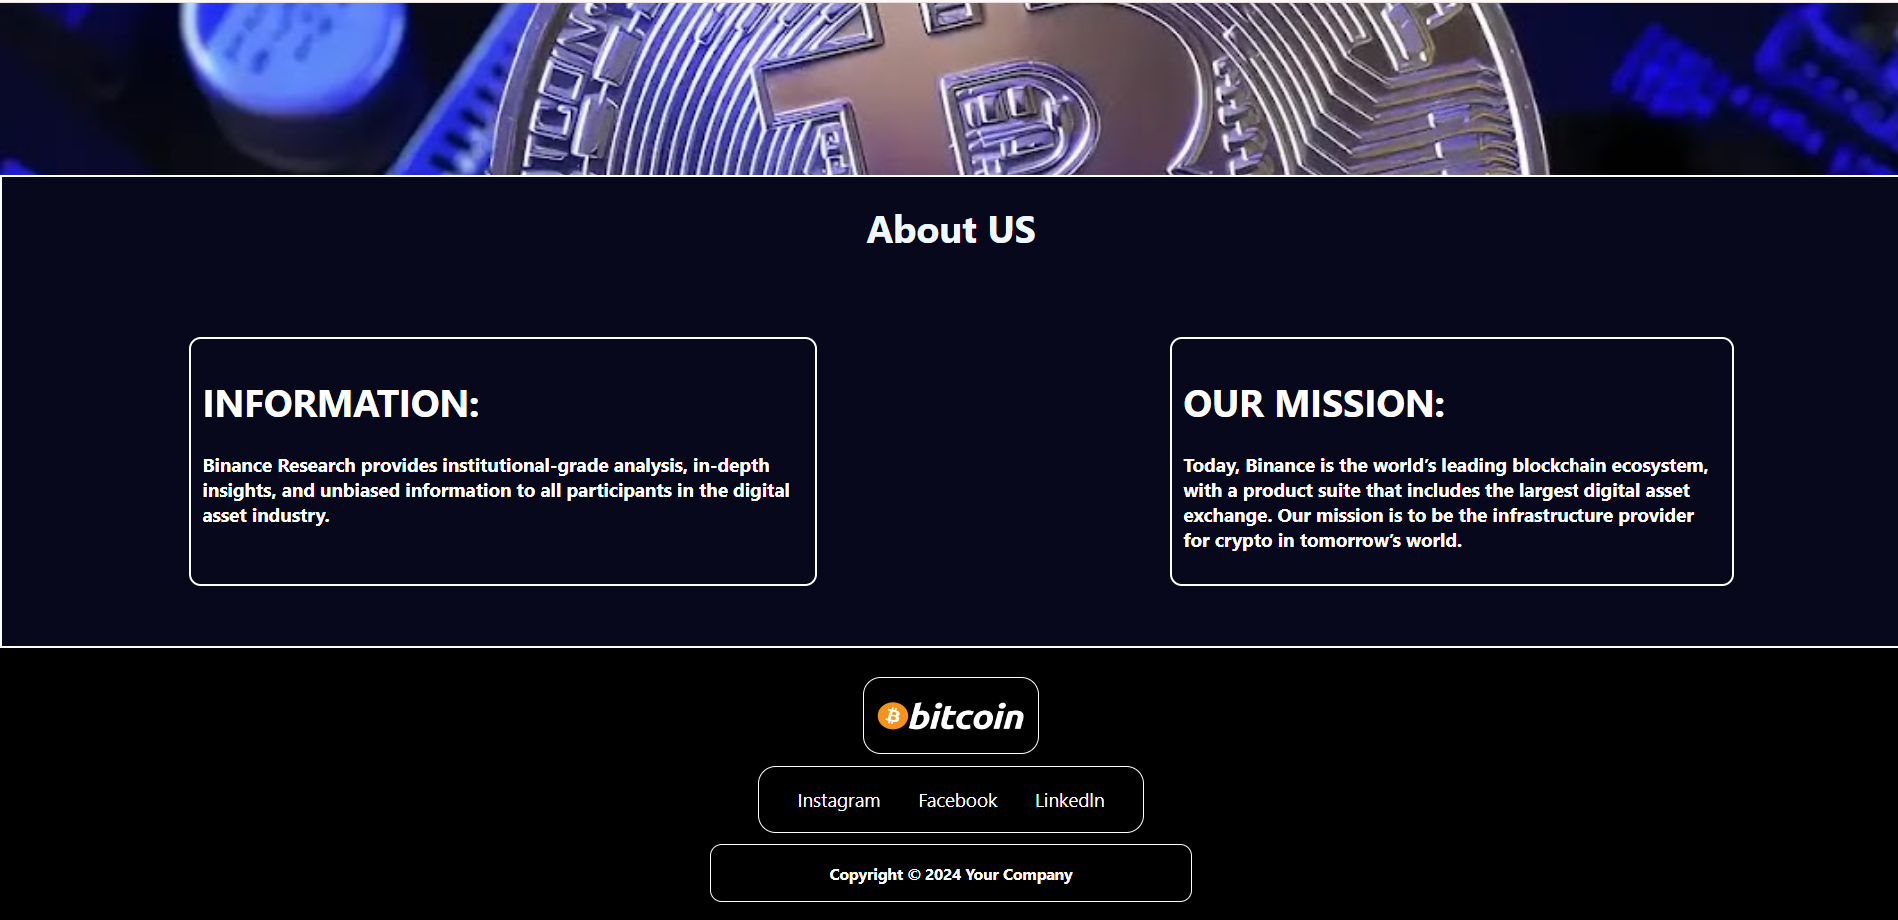 About US
INFORMATION:
Binance Research provides institutional-grade analysis, in-depth
insights, and unbiased information to all participants in the digital
asset industry.
OUR MISSION:
Today, Binance is the world’s leading blockchain ecosystem,
with a product suite that includes the largest digital asset
exchange. Our mission is to be the infrastructure provider
for crypto in tomorrow’s world.
bitcoin
Instagram Facebook LinkedIn
Copyright © 2024 Your Company